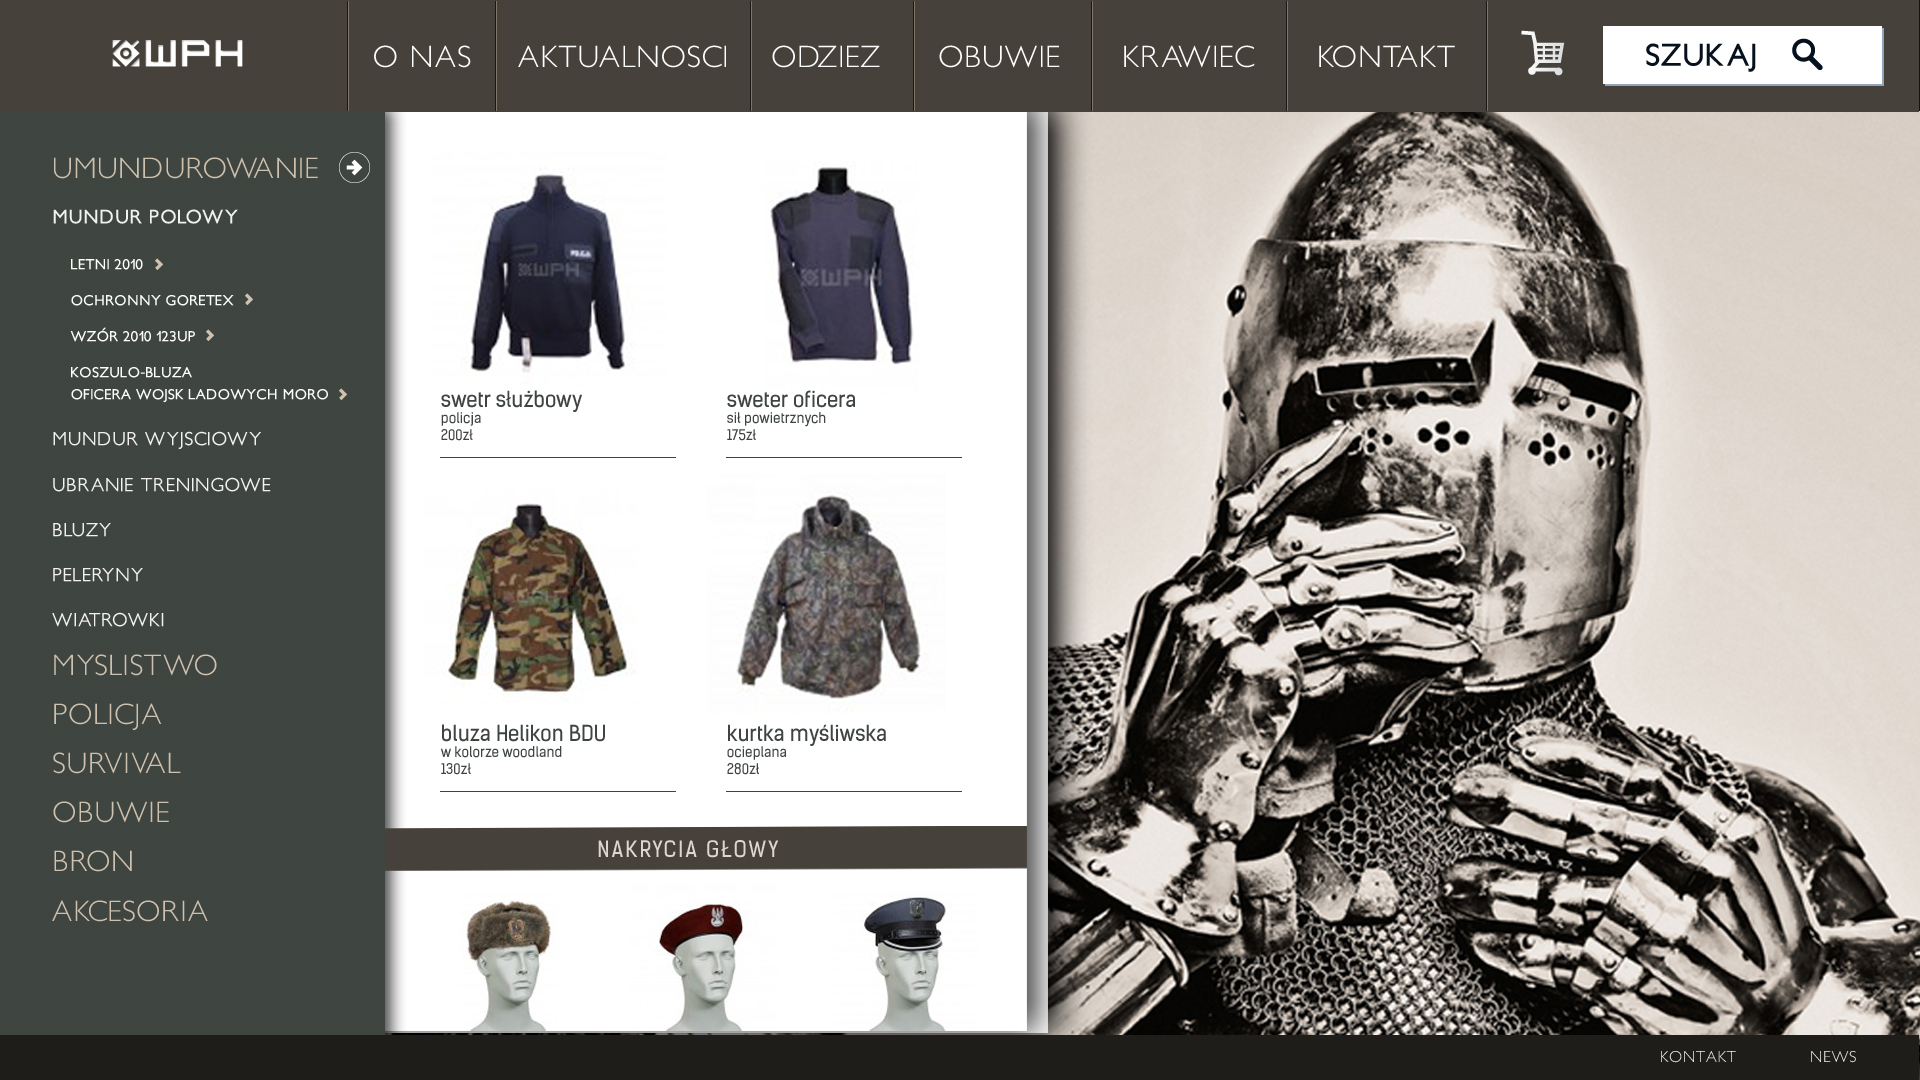 WPH
O NAS
AKTUALNOSCI
ODZIEZ
OBUWIE
KRAWIEC
KONTAKT
SZUKAJ
UMUNDUROWANIE
MUNDUR POLOWY
LETNI 2010
OCHRONNY GORETEX
WZÓR 2010 123UP
KOSZULO-BLUZA
OFICERA WOJSK LADOWYCH MORO
MUNDUR WYJSCIOWY
UBRANIE TRENINGOWE
BLUZY
PELERYNY
WIATROWKI
MYSLISTWO
POLICJA
SURVIVAL
OBUWIE
BRON
AKCESORIA
POLICJA
WPH
swetr służbowy
policja
200zł
WPH
sweter oficera
sił powietrznych
175zł
bluza Helikon BDU
w kolorze woodland
130zł
kurtka myśliwska
ocieplana
280zł
NAKRYCIA GŁOWY
KONTAKT
NEWS